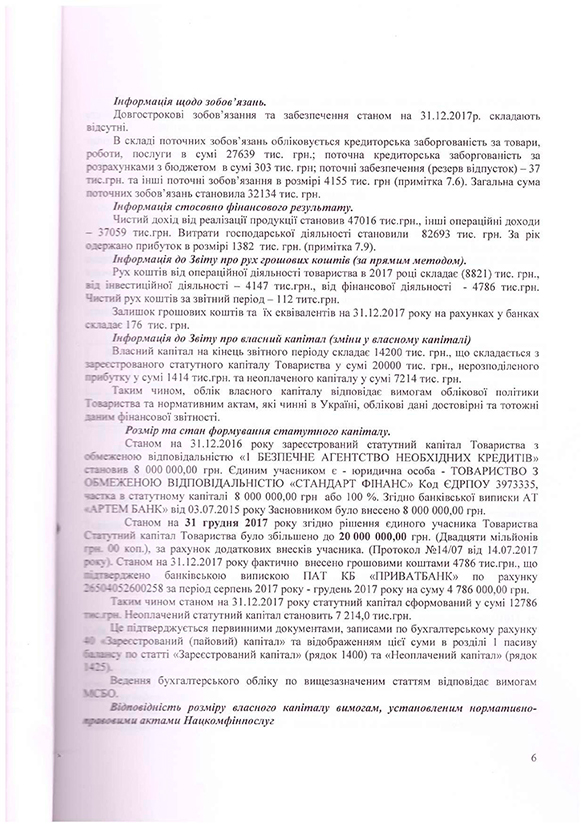 Інформація щодо зобов’язань.
Довгострокові зобов’язання та забезпечення станом на 31.12.2017р. складають
відсутні.
В складі поточних зобов’язань обліковується кредиторська заборгованість за товари,
роботи, послуги в сумі 27639 тис. грн.; поточна кредиторська заборгованість за
розрахунками з бюджетом в сумі 303 тис. грн; поточні забезпечення (резерв відпусток) – 37
тис.грн. та інші поточні зобов’язання в розмірі 4155 тис. грн (примітка 7.6). Загальна сума
поточних зобов’язань становила 32134 тис. грн.
Інформація стосовно фінансового результату.
Чистий дохід від реалізації продукції становив 47016 тис.грн., інші операційні доходи
– 37059 тис.грн. Витрати господарської діяльності становили 82693 тис. грн. За рік
одержано прибуток в розмірі 1382 тис. грн. (примітка 7.9).
Інформація до Звіту про рух грошових коштів (за прямим методом).
Рух коштів від операційної діяльності товариства в 2017 році складає (8821) тис. грн.,
від інвестиційної діяльності – 4147 тис.грн., від фінансової діяльності - 4786 тис.грн.
Чистий рух коштів за звітний період – 112 титс.грн.
Залишок грошових коштів та їх еквівалентів на 31.12.2017 року на рахунках у банках
складає 176 тис. грн.
Інформація до Звіту про власний капітал (зміни у власному капіталі)
Власний капітал на кінець звітного періоду складає 14200 тис. грн., що складається з
зареєстрованого статутного капіталу Товариства у сумі 20000 тис. грн., нерозподіленого
прибутку у сумі 1414 тис.грн. та неоплаченого капіталу у сумі 7214 тис. грн.
Таким чином, облік власного капіталу відповідає вимогам облікової політики
Товариства та нормативним актам, які чинні в Україні, облікові дані достовірні та тотожні
даним фінансової звітності.
Розмір та стан формування статутного капіталу.
Станом на 31.12.2016 року зареєстрований статутний капітал Товариства з
обмеженою відповідальністю «1 БЕЗПЕЧНЕ АГЕНТСТВО НЕОБХІДНИХ КРЕДИТІВ»
становив 8 000 000,00 грн. Єдиним учасником є - юридична особа - ТОВАРИСТВО З
ОБМЕЖЕНОЮ ВІДПОВІДАЛЬНІСТЮ «СТАНДАРТ ФІНАНС» Код ЄДРПОУ 3973335,
частка в статутному капіталі 8 000 000,00 грн або 100 %. Згідно банківської виписки АТ
«АРТЕМ БАНК» від 03.07.2015 року Засновником було внесено 8 000 000,00 грн.
Станом на 31 грудня 2017 року згідно рішення єдиного учасника Товариства
Статутний капітал Товариства було збільшено до 20 000 000,00 грн. (Двадцяти мільйонів
грн. 00 коп.), за рахунок додаткових внесків учасника. (Протокол №14/07 від 14.07.2017
року). Станом на 31.12.2017 року фактично внесено грошовими коштами 4786 тис.грн., що
підтверджено банківською випискою ПАТ КБ «ПРИВАТБАНК» по рахунку
26504052600258 за період серпень 2017 року - грудень 2017 року на суму 4 786 000,00 грн.
Таким чином станом на 31.12.2017 року статутний капітал сформований у сумі 12786
тис.грн. Неоплачений статутний капітал становить 7 214,0 тис.грн.
Це підтверджується первинними документами, записами по бухгалтерському рахунку
40 «Зареєстрований (пайовий) капітал» та відображенням цієї суми в розділі 1 пасиву
балансу по статті «Зареєстрований капітал» (рядок 1400) та «Неоплачений капітал» (рядок
1425).
Ведення бухгалтерського обліку по вищезазначеним статтям відповідає вимогам
МСБО.
Відповідність розміру власного капіталу вимогам, установленим нормативно-
правовими актами Нацкомфінпослуг
6